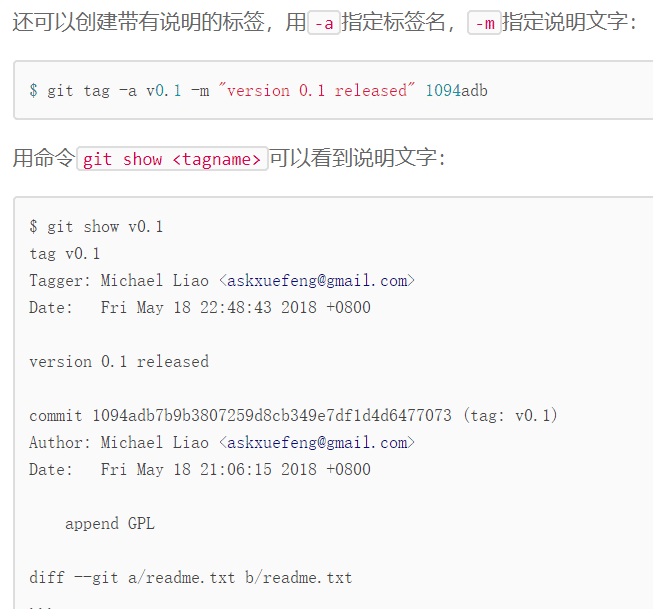 还可以创建带有说明的标签，用-a指定标签名，-m指定说明文字：
$ git tag -a v0.1 -m "version 0.1 released" 1094adb
用命令git show <tagname>可以看到说明文字：
$ git show v0.1
tag v0.1
Tagger: Michael Liao <askxuefeng@gmail.com>
Date:   Fri May 18 22:48:43 2018 +0800
version 0.1 released
commit 1094adb7b9b3807259d8cb349e7df1d4d6477073 (tag: v0.1)
Author: Michael Liao <askxuefeng@gmail.com>
Date:   Fri May 18 21:06:15 2018 +0800
    append GPL
diff --git a/readme.txt b/readme.txt
...